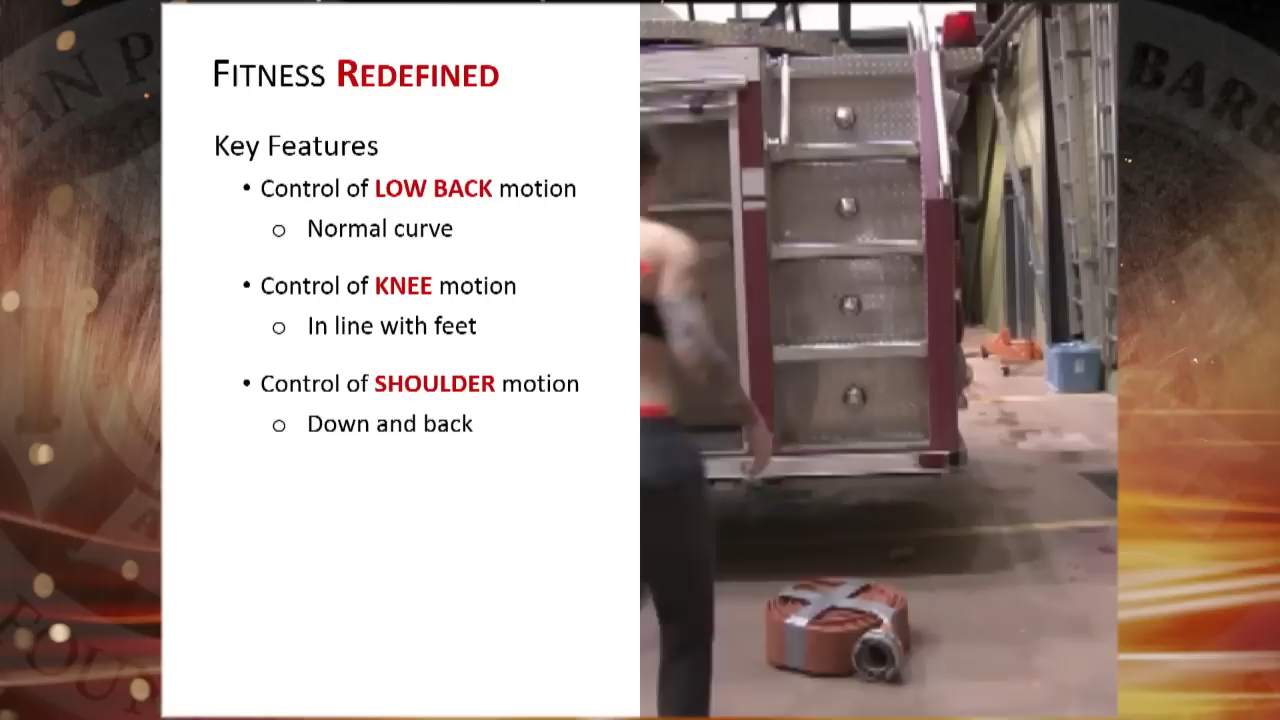 FITNESS REDEFINED
Key Features
• Control of LOW BACK motion
o Normal curve
• Control of KNEE motion
o In line with feet
• Control of SHOULDER motion
o Down and back